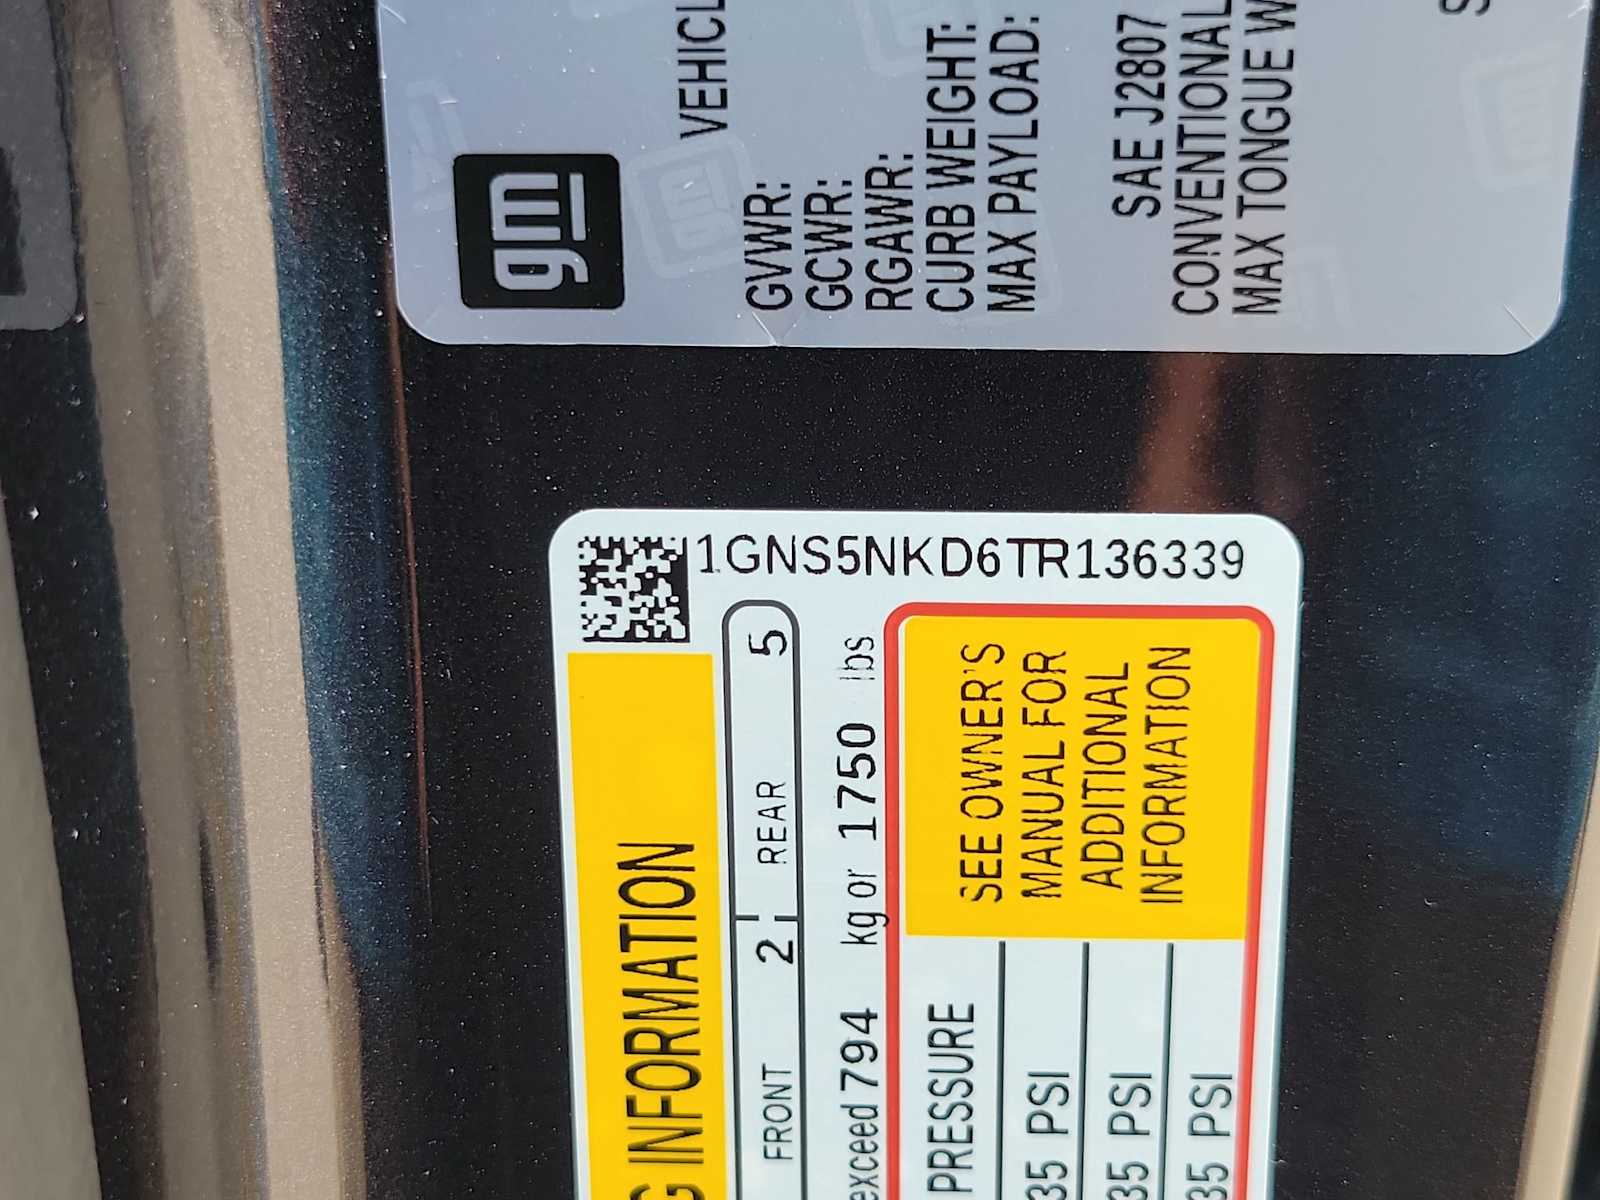 gm
VEHICL
GVWR:
GCWR:
RGAWR:
CURB WEIGHT:
MAX PAYLOAD:
SAE J2807
CONVENTIONAL
MAX TONGUE W
1GNS5NKD6TR136339
G INFORMATION
FRONT 2 REAR 5
exceed 794 kg or 1750 lbs
PRESSURE
35 PSI
35 PSI
35 PSI
SEE OWNER'S
MANUAL FOR
ADDITIONAL
INFORMATION